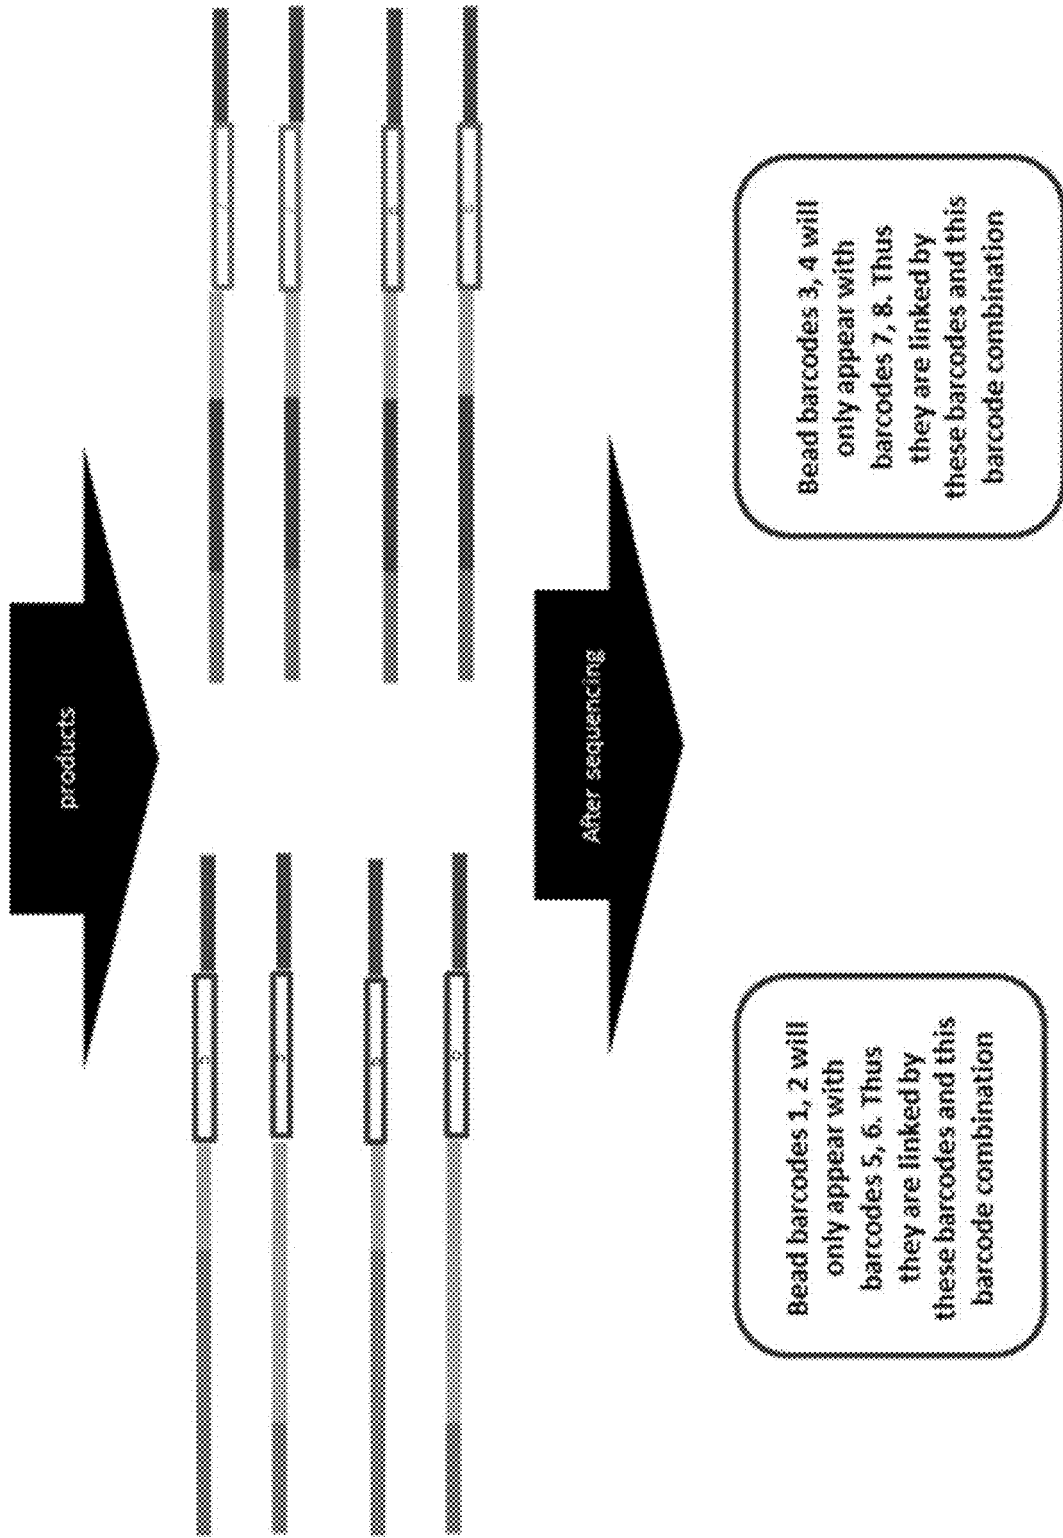 products
After sequencing
Bead barcodes 1, 2 will
only appear with
barcodes 5, 6. Thus
they are linked by
these barcodes and this
barcode combination
Bead barcodes 3, 4 will
only appear with
barcodes 7, 8. Thus
they are linked by
these barcodes and this
barcode combination